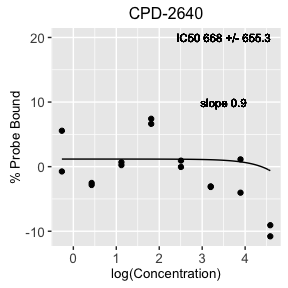 CPD-2640
IC50 668 +/- 655.3
slope 0.9
% Probe Bound
20
10
0
-10
0 1 2 3 4
log(Concentration)